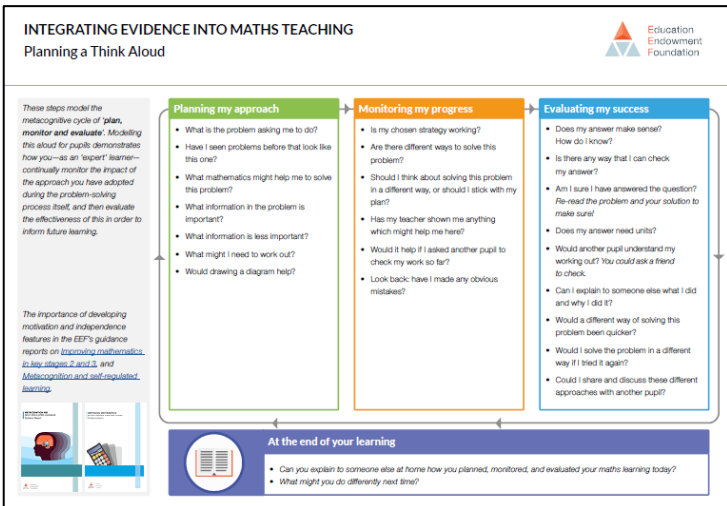 INTEGRATING EVIDENCE INTO MATHS TEACHING
Planning a Think Aloud
Education
Endowment
Foundation
These steps model the
metacognitive cycle of 'plan,
monitor and evaluate'. Modelling
this aloud for pupils demonstrates
how you—as an 'expert' learner—
continually monitor the impact of
the approach you have adopted
during the problem-solving
process itself, and then evaluate
the effectiveness of this in order to
inform future learning.
The importance of developing
motivation and independence
features in the EEF's guidance
reports on Improving mathematics
in key stages 2 and 3, and
Metacognition and self-regulated
learning.
Planning my approach
• What is the problem asking me to do?
• Have I seen problems before that look like
this one?
• What mathematics might help me to solve
this problem?
• What information in the problem is
important?
• What information is less important?
• What might I need to work out?
• Would drawing a diagram help?
Monitoring my progress
• Is my chosen strategy working?
• Are there different ways to solve this
problem?
• Should I think about solving this problem
in a different way, or should I stick with my
plan?
• Has my teacher shown me anything
which might help me here?
• Would it help if I asked another pupil to
check my work so far?
• Look back: have I made any obvious
mistakes?
Evaluating my success
• Does my answer make sense?
How do I know?
• Is there any way that I can check
my answer?
• Am I sure I have answered the question?
Re-read the problem and your solution to
make sure!
• Does my answer need units?
• Would another pupil understand my
working out? You could ask a friend
to check.
• Can I explain to someone else what I did
and why I did it?
• Would a different way of solving this
problem been quicker?
• Would I solve the problem in a different
way if I tried it again?
• Could I share and discuss these different
approaches with another pupil?
At the end of your learning
• Can you explain to someone else at home how you planned, monitored, and evaluated your maths learning today?
• What might you do differently next time?